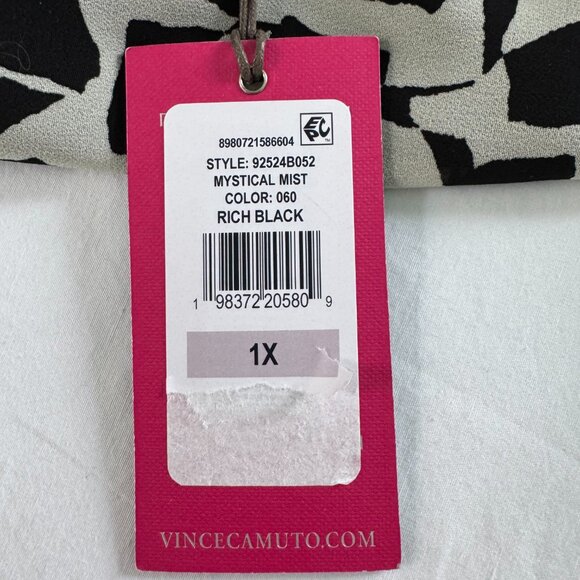 8980721586604
EPC
STYLE: 92524B052
MYSTICAL MIST
COLOR: 060
RICH BLACK
1 98372 20580 9
1X
VINCECAMUTO.COM